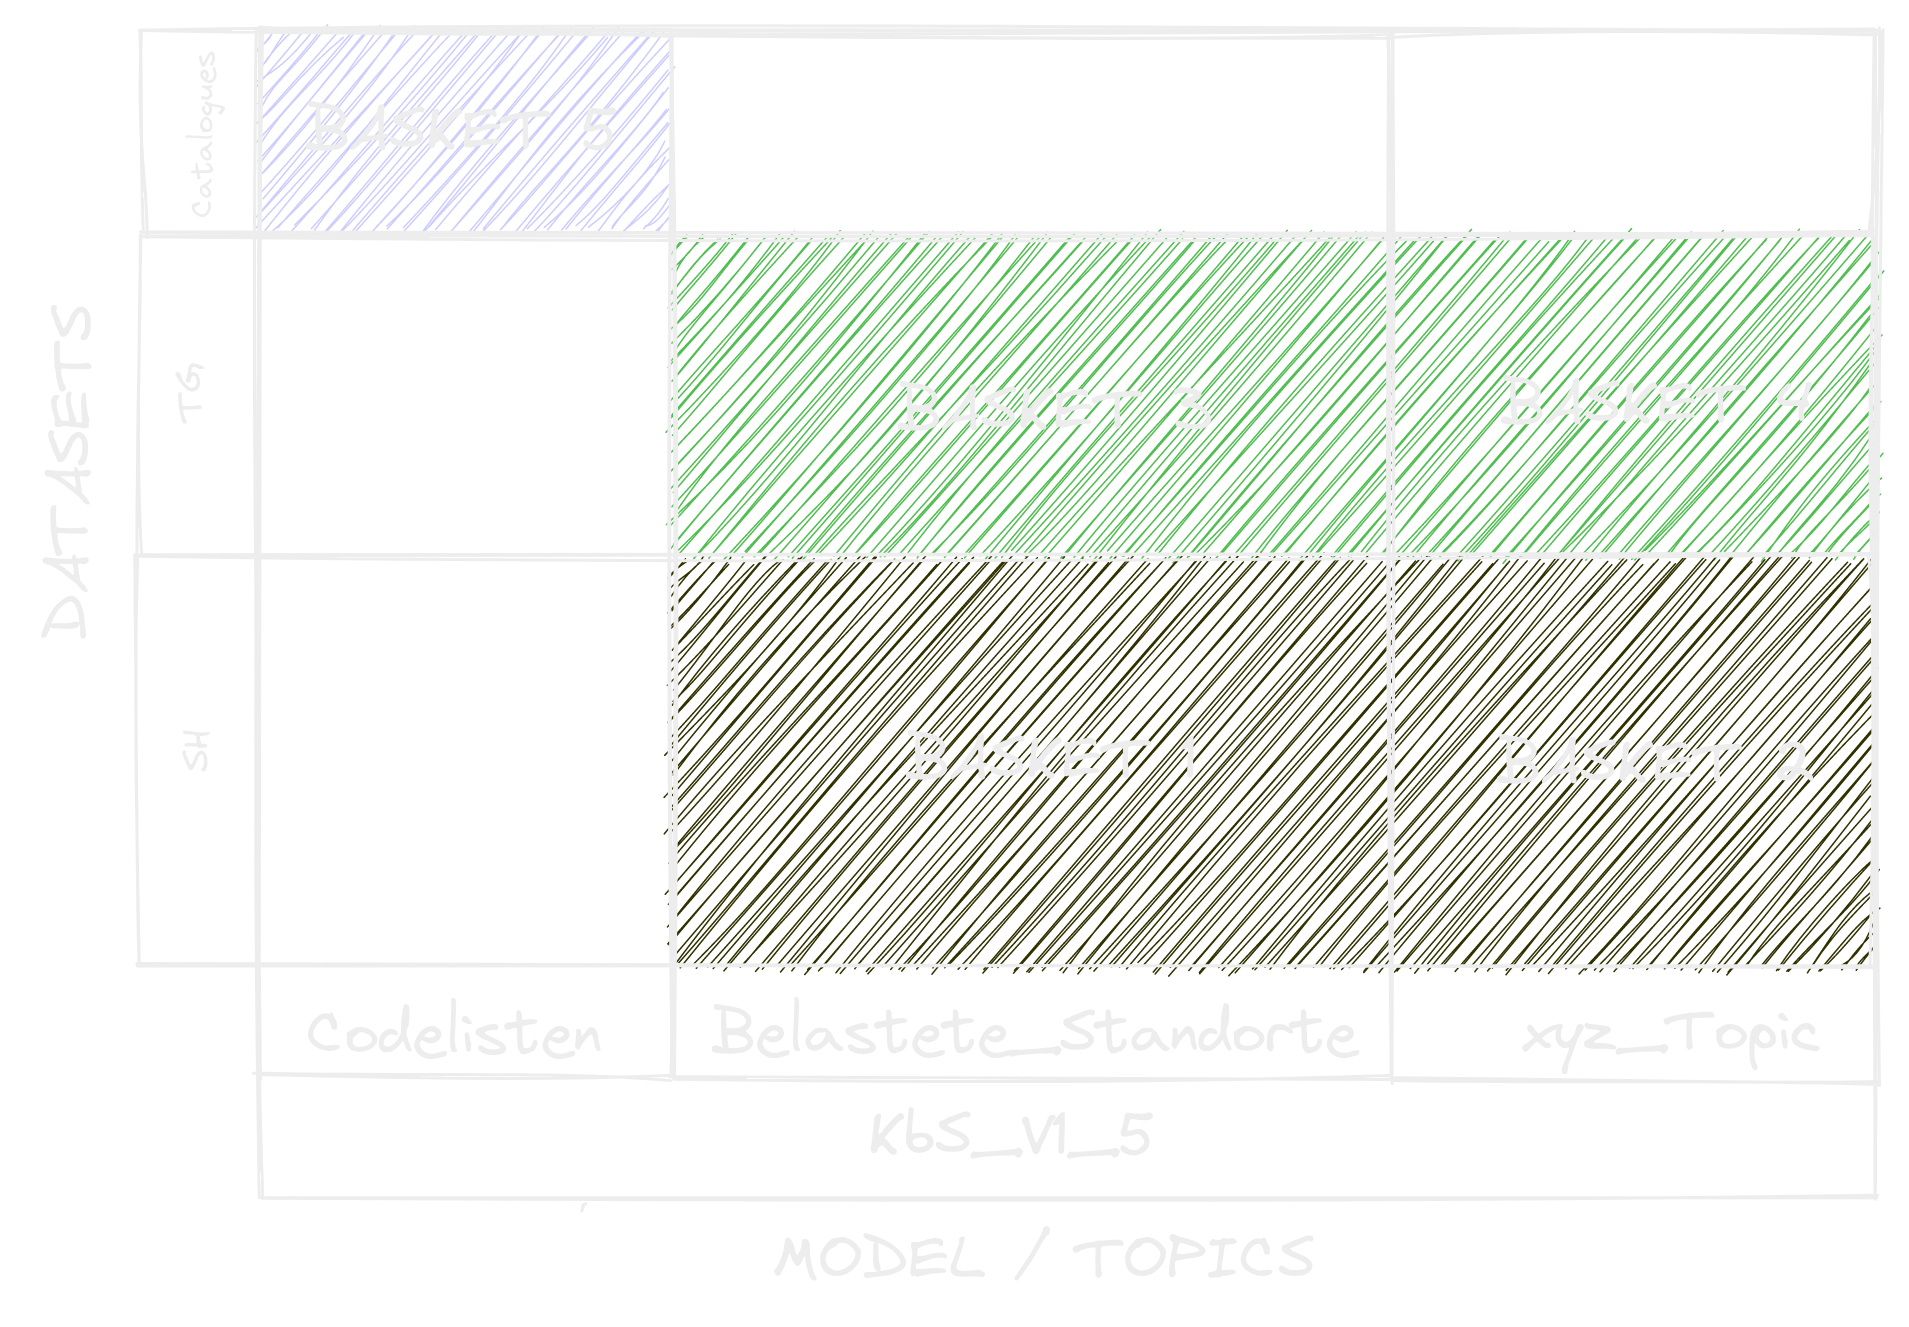 Catalogues
BASKET 5
DATASETS
TG
BASKET 3
BASKET 4
SH
BASKET 1
BASKET 2
Codelisten
Belastete_Standorte
xyz_Topic
KbS_V1_5
MODEL / TOPICS